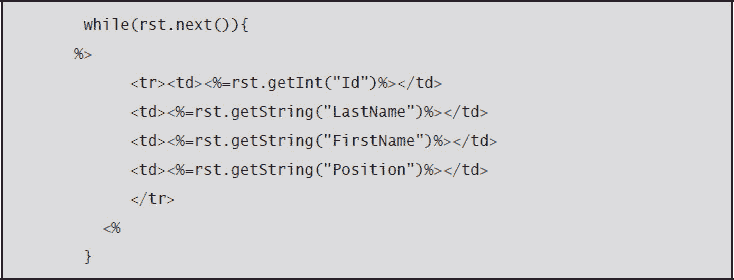 while(rst.next()){
%>
<tr><td><%=rst.getInt("Id")%></td>
<td><%=rst.getString("LastName")%></td>
<td><%=rst.getString("FirstName")%></td>
<td><%=rst.getString("Position")%></td>
</tr>
<%
}